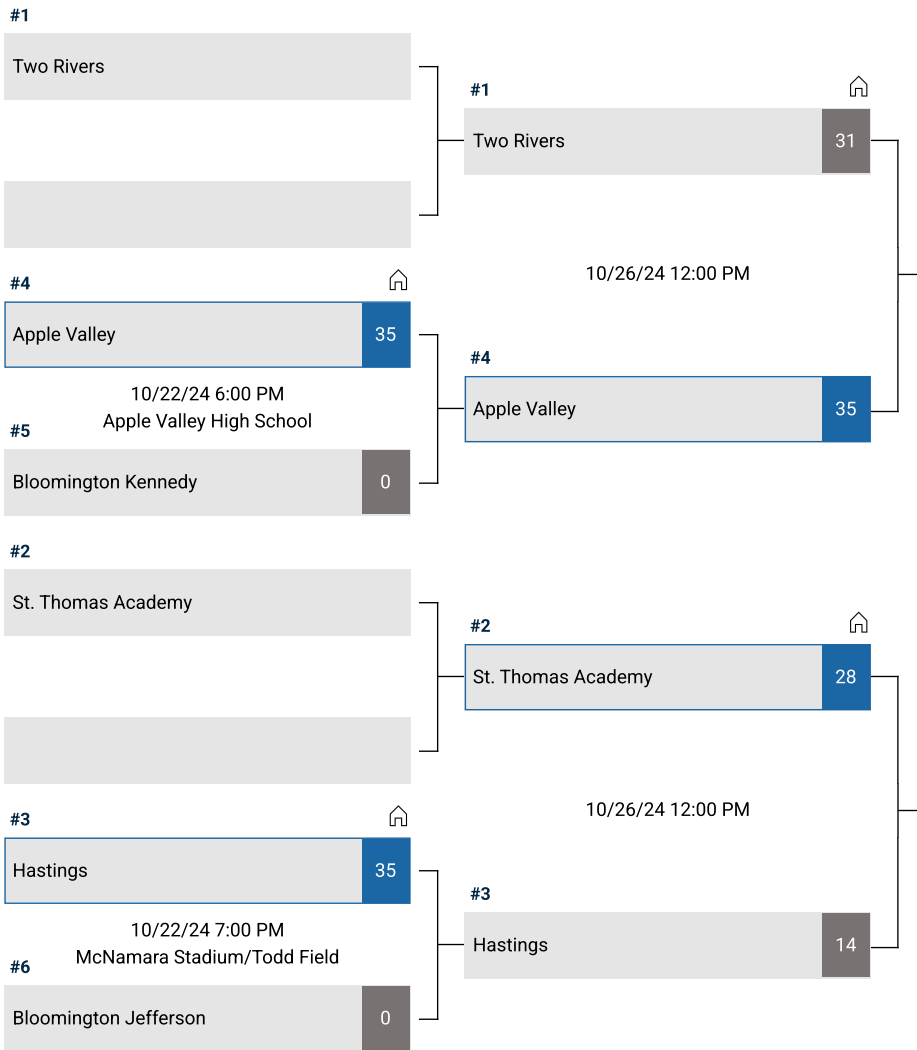 #1
Two Rivers
#4
Apple Valley
35
10/22/24 6:00 PM
Apple Valley High School
#5
Bloomington Kennedy
0
#1
Two Rivers
31
10/26/24 12:00 PM
#4
Apple Valley
35
#2
St. Thomas Academy
#3
Hastings
35
10/22/24 7:00 PM
McNamara Stadium/Todd Field
#6
Bloomington Jefferson
0
#2
St. Thomas Academy
28
10/26/24 12:00 PM
#3
Hastings
14